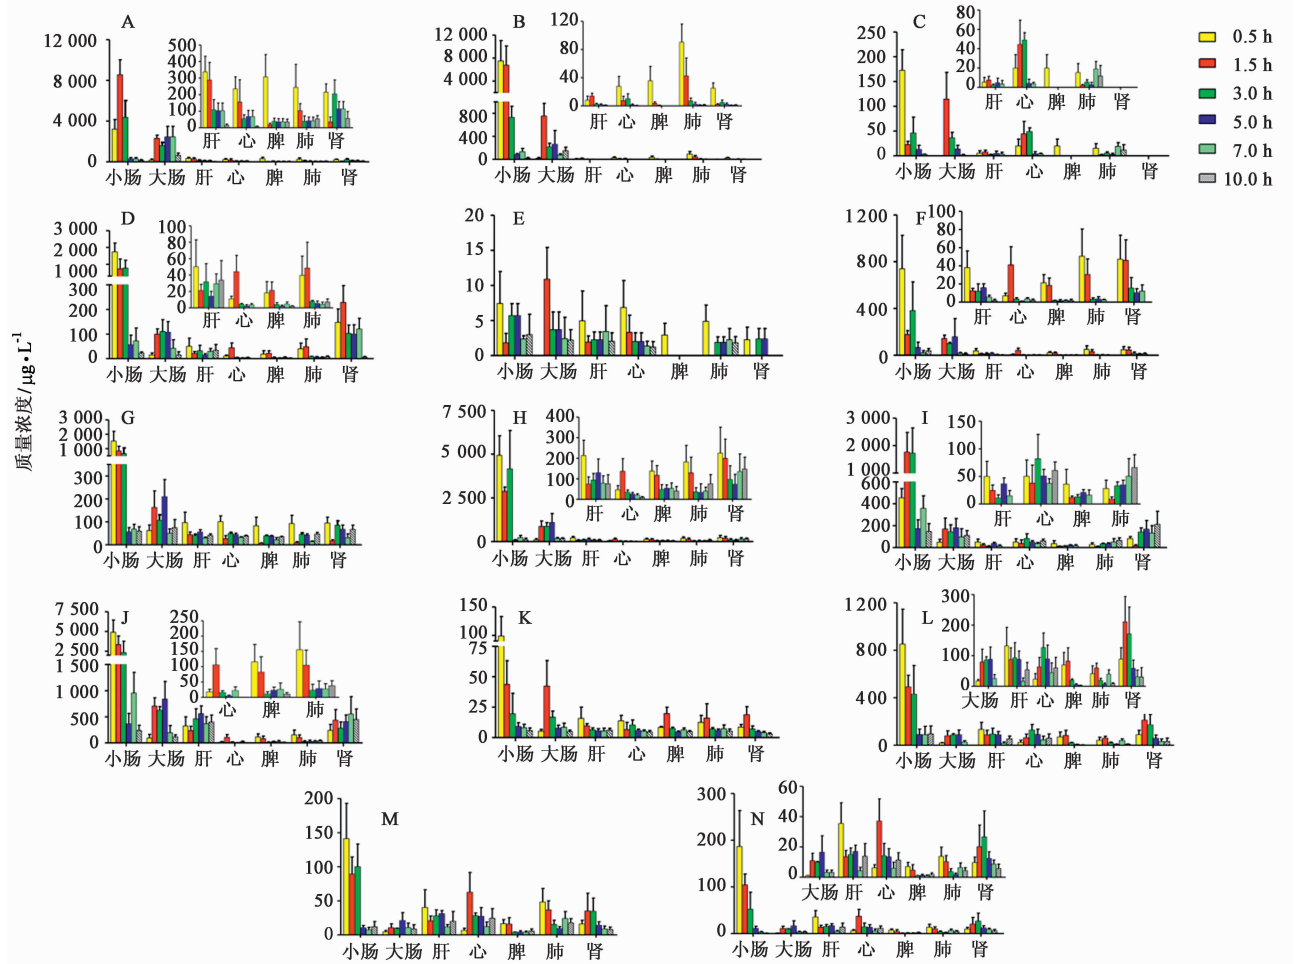 质量浓度/μg·L⁻¹
0.5 h
1.5 h
3.0 h
5.0 h
7.0 h
10.0 h
A
12 000
8 000
4 000
0
500
400
300
200
100
0
肝 心 脾 肺 肾
小肠 大肠 肝 心 脾 肺 肾
B
12 000
8 000
4 000
800
400
0
120
80
40
0
肝 心 脾 肺 肾
小肠 大肠 肝 心 脾 肺 肾
C
250
200
150
100
50
0
80
60
40
20
0
肝 心 脾 肺 肾
小肠 大肠 肝 心 脾 肺 肾
D
3 000
2 000
1 000
300
200
100
0
100
80
60
40
20
0
肝 心 脾 肺
小肠 大肠 肝 心 脾 肺 肾
E
20
15
10
5
0
小肠 大肠 肝 心 脾 肺 肾
F
1 200
800
400
0
100
80
60
40
20
0
肝 心 脾 肺 肾
小肠 大肠 肝 心 脾 肺 肾
G
3 000
2 000
1 000
300
200
100
0
小肠 大肠 肝 心 脾 肺 肾
H
7 500
5 000
2 500
0
400
300
200
100
0
肝 心 脾 肺 肾
小肠 大肠 肝 心 脾 肺 肾
I
3 000
2 000
1 000
600
400
200
0
150
100
50
0
肝 心 脾 肺
小肠 大肠 肝 心 脾 肺 肾
J
7 500
5 000
2 500
1 500
1 000
500
0
250
200
150
100
50
0
心 脾 肺
小肠 大肠 肝 心 脾 肺 肾
K
150
100
75
50
25
0
小肠 大肠 肝 心 脾 肺 肾
L
1 200
800
400
0
300
200
100
0
大肠 肝 心 脾 肺 肾
小肠 大肠 肝 心 脾 肺 肾
M
200
150
100
50
0
小肠 大肠 肝 心 脾 肺 肾
N
300
200
100
0
60
40
20
0
大肠 肝 心 脾 肺 肾
小肠 大肠 肝 心 脾 肺 肾